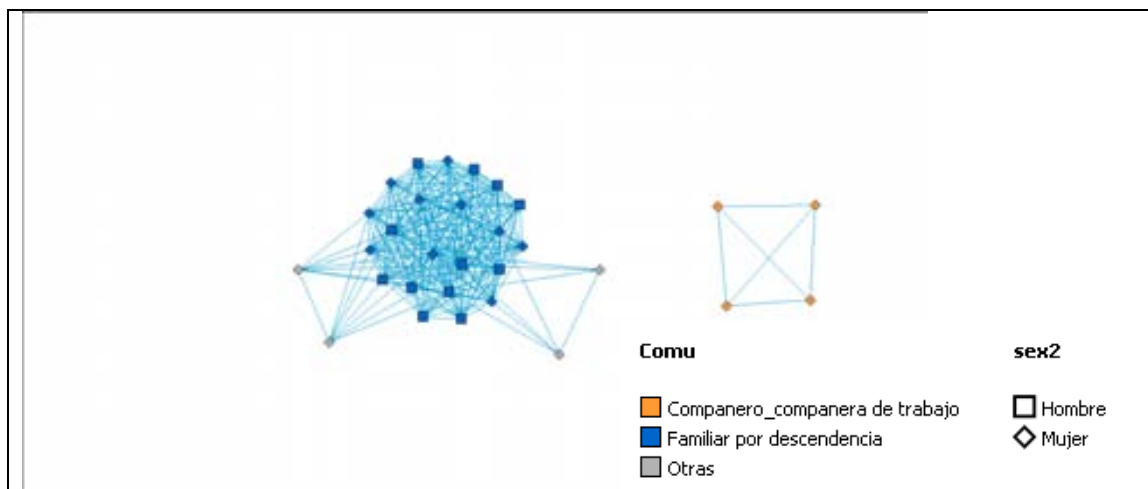 Comu
Companero_companera de trabajo
Familiar por descendencia
Otras
sex2
Hombre
Mujer